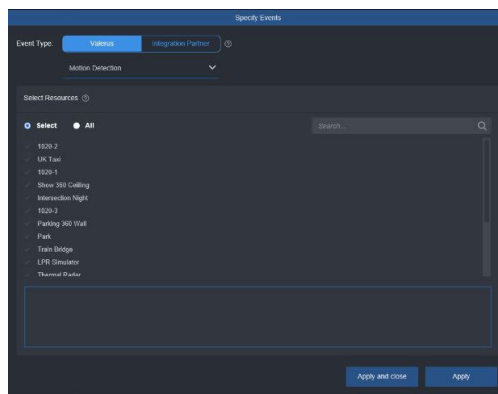 Specify Events
Event Type: Valerus Integration Partner ?
Motion Detection
Select Resources ?
Select All Search...
1020-2
UK Taxi
1020-1
Show 360 Ceiling
Intersection Night
1020-3
Parking 360 Wall
Park
Train Bridge
LPR Simulator
Thermal Radar
Apply and close Apply